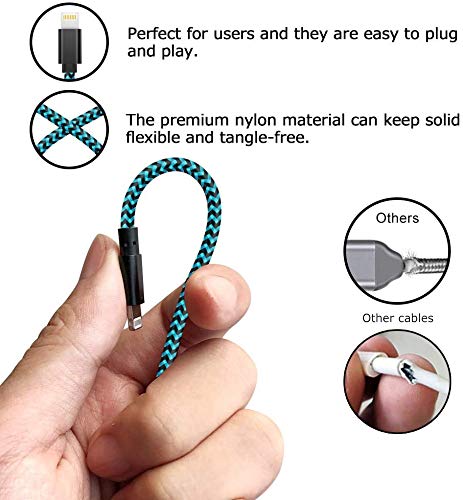 Perfect for users and they are easy to plug
and play.
The premium nylon material can keep solid
flexible and tangle-free.
Others
Other cables